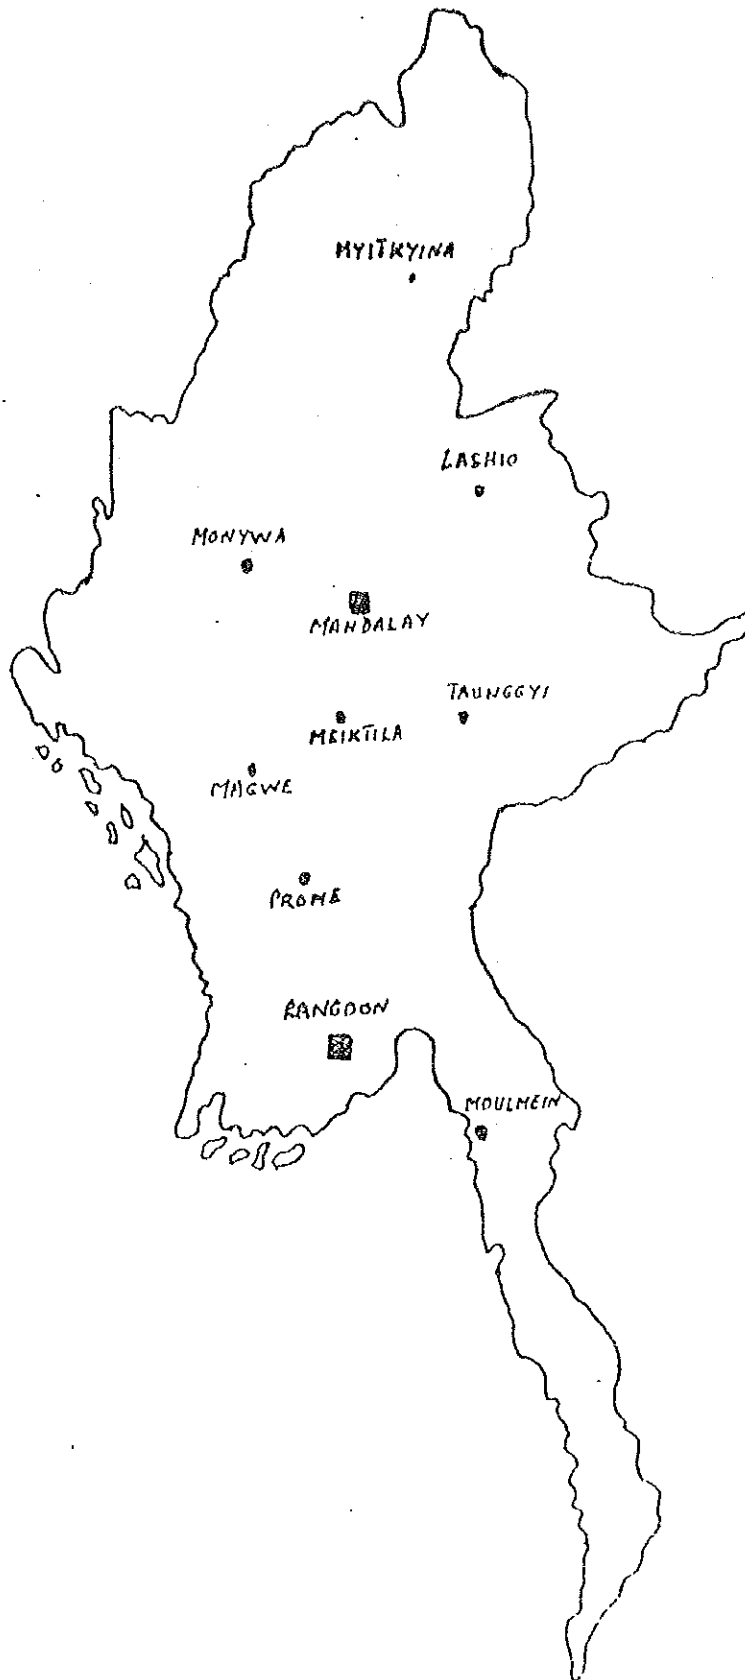 MYITKYINA
LASHIO
MONYWA
MANDALAY
TAUNGGYI
MEIKTILA
MAGWE
PROME
RANGOON
MOULMEIN